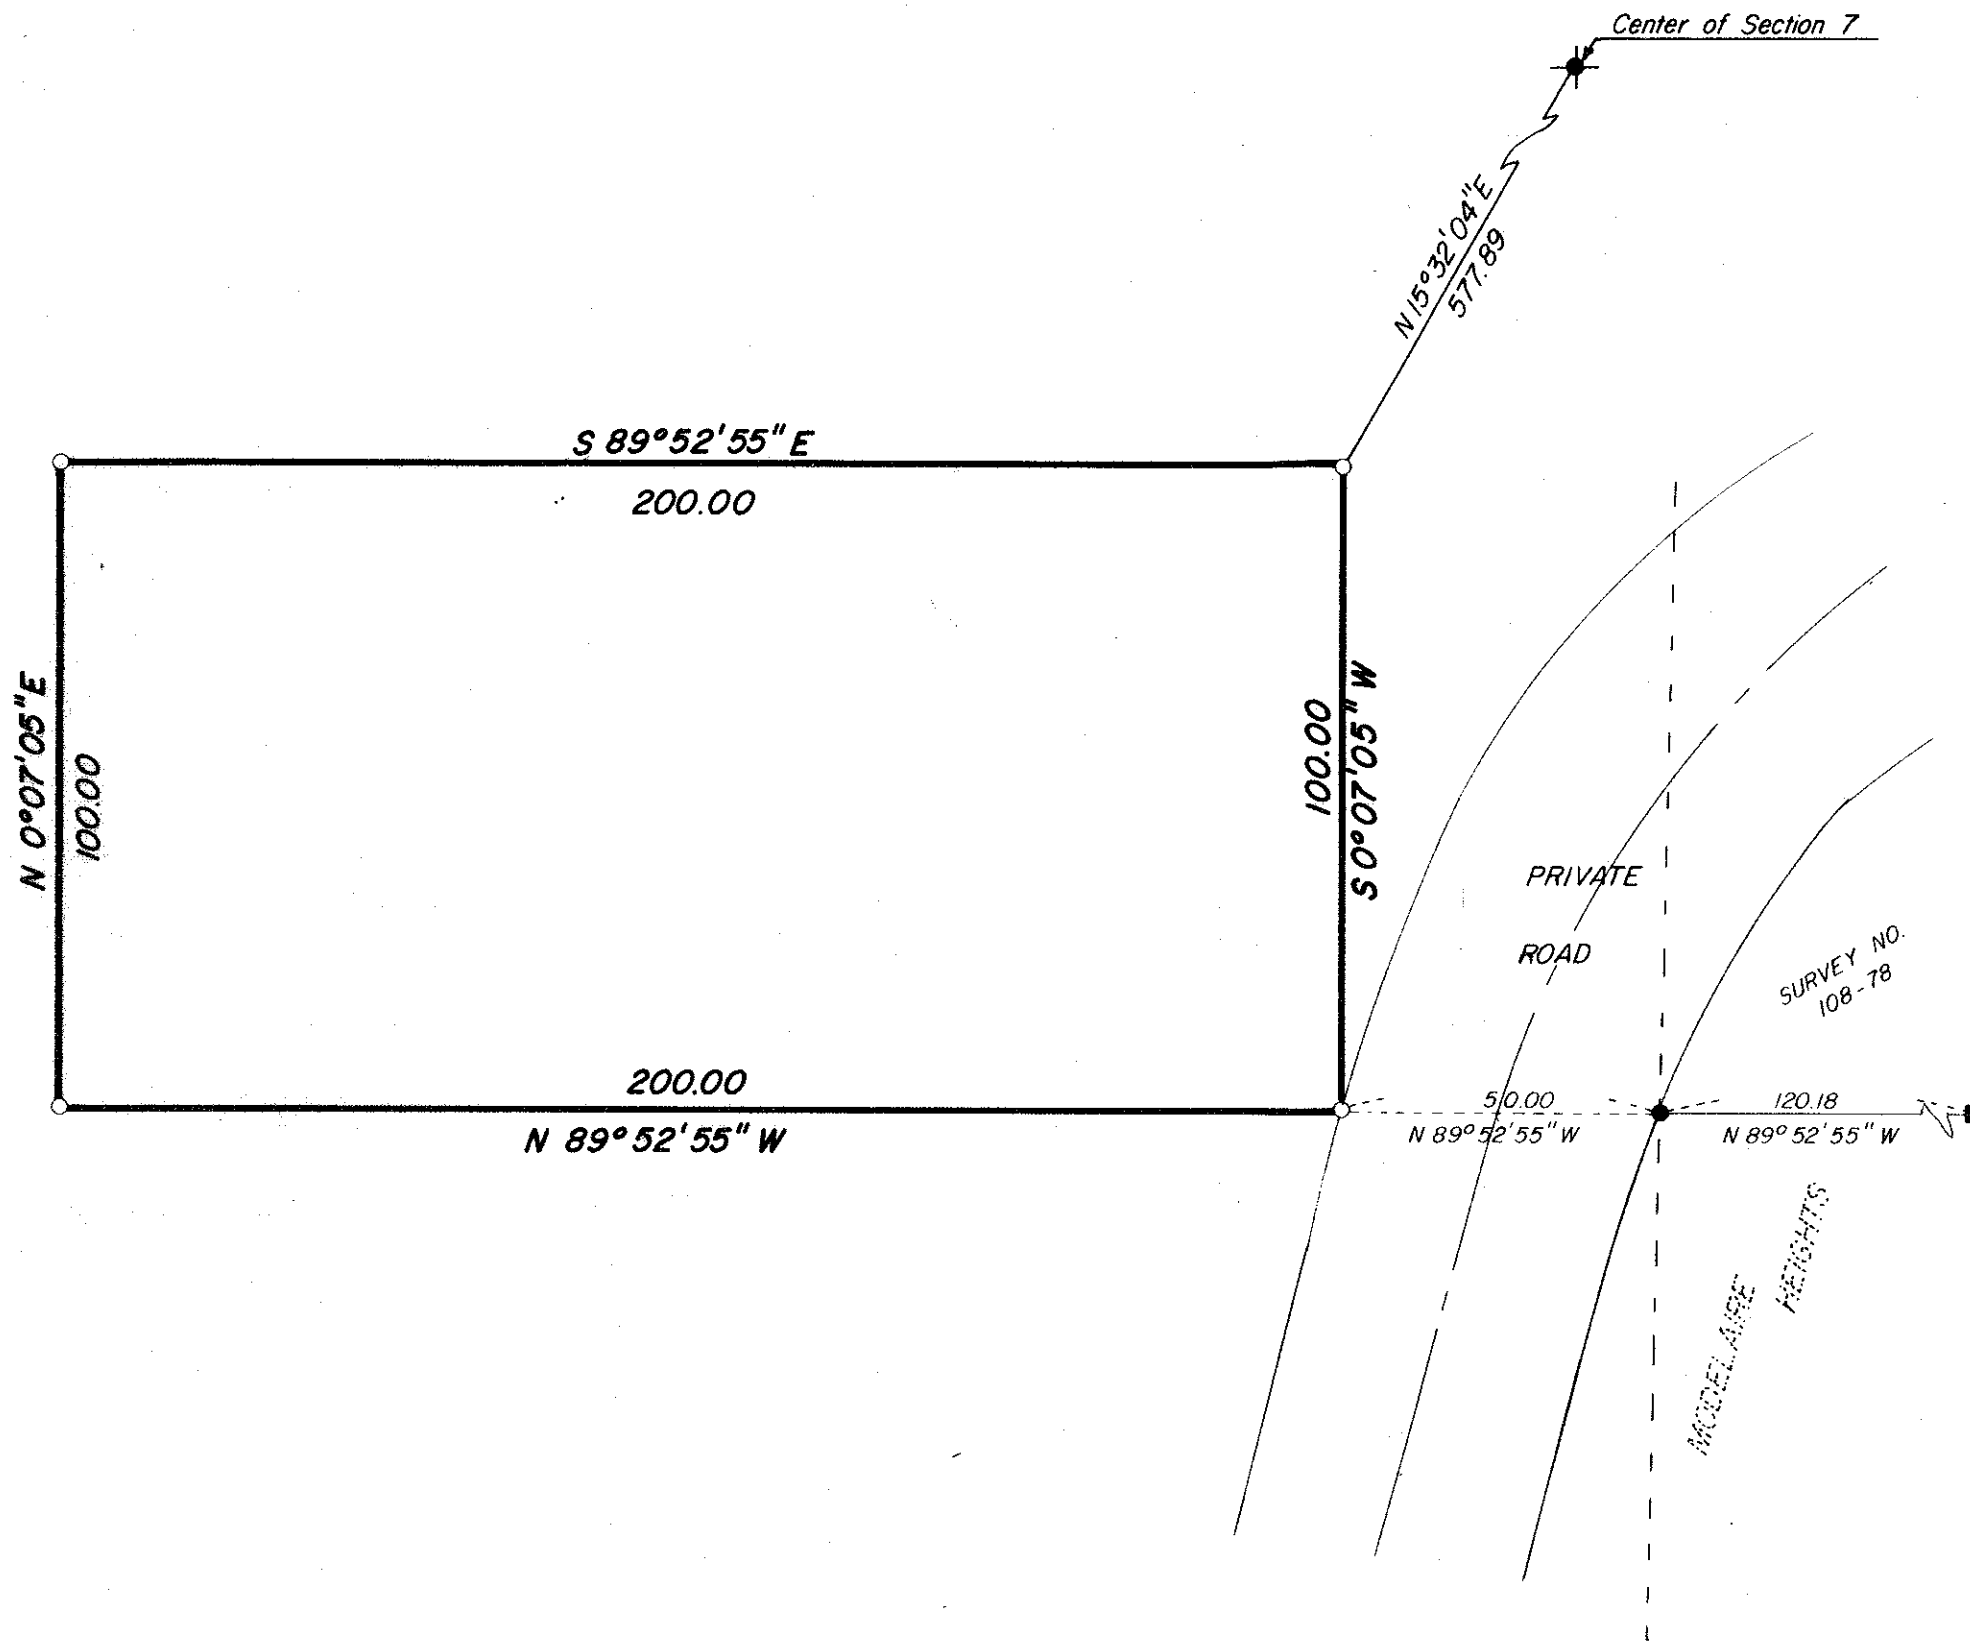 Center of Section 7
N 15°32'04"E
577.89
S 89°52'55" E
200.00
N 0°07'05"E
100.00
100.00
S 0°07'05" W
PRIVATE
ROAD
SURVEY NO.
108-78
200.00
N 89°52'55" W
50.00
N 89°52'55" W
120.18
N 89°52'55" W
MODELAIRE
HEIGHTS